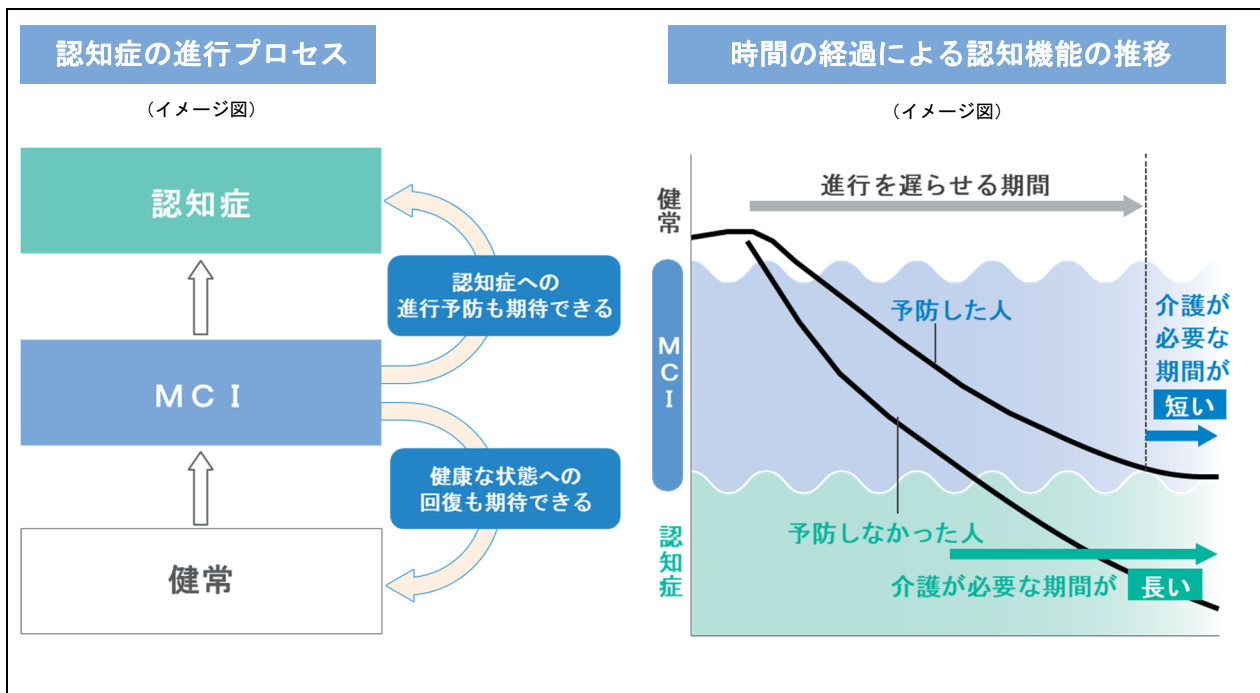 認知症の進行プロセス
（イメージ図）
認知症
認知症への
進行予防も期待できる
ＭＣＩ
健康な状態への
回復も期待できる
健常
時間の経過による認知機能の推移
（イメージ図）
健常
進行を遅らせる期間
ＭＣＩ
予防した人
介護が
必要な
期間が
短い
認知症
予防しなかった人
介護が必要な期間が 長い